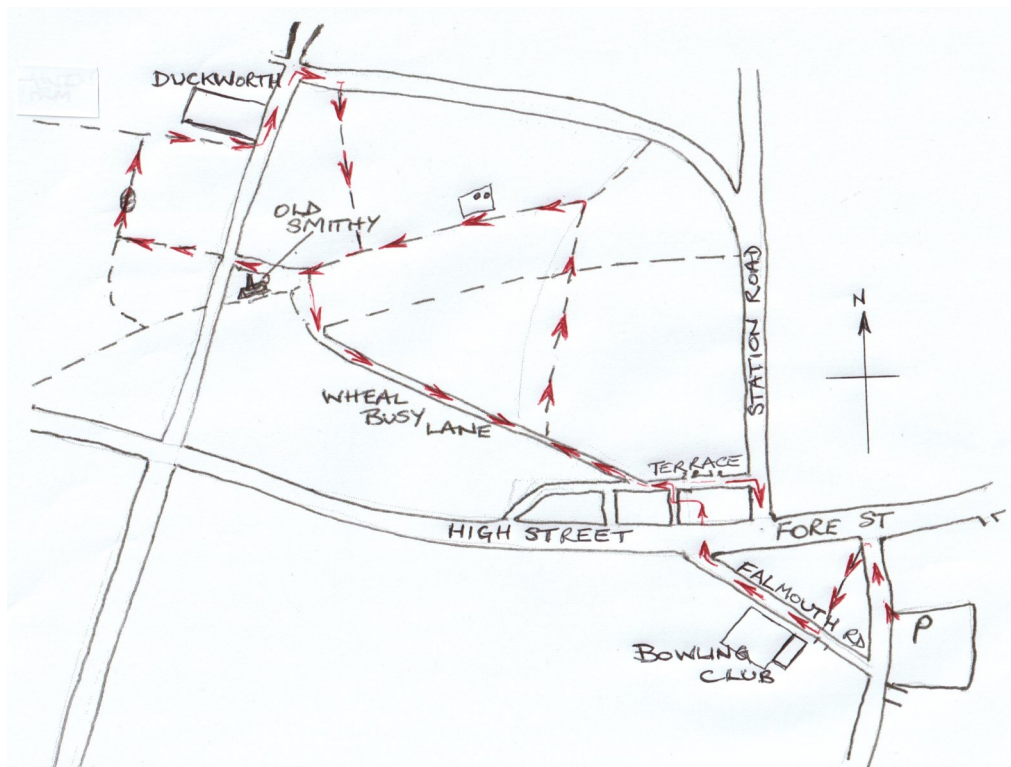 DUCKWORTH
OLD
SMITHY
STATION ROAD
N
WHEAL
BUSY
LANE
TERRACE
HIGH STREET
FORE ST
FALMOUTH RD
P
BOWLING
CLUB